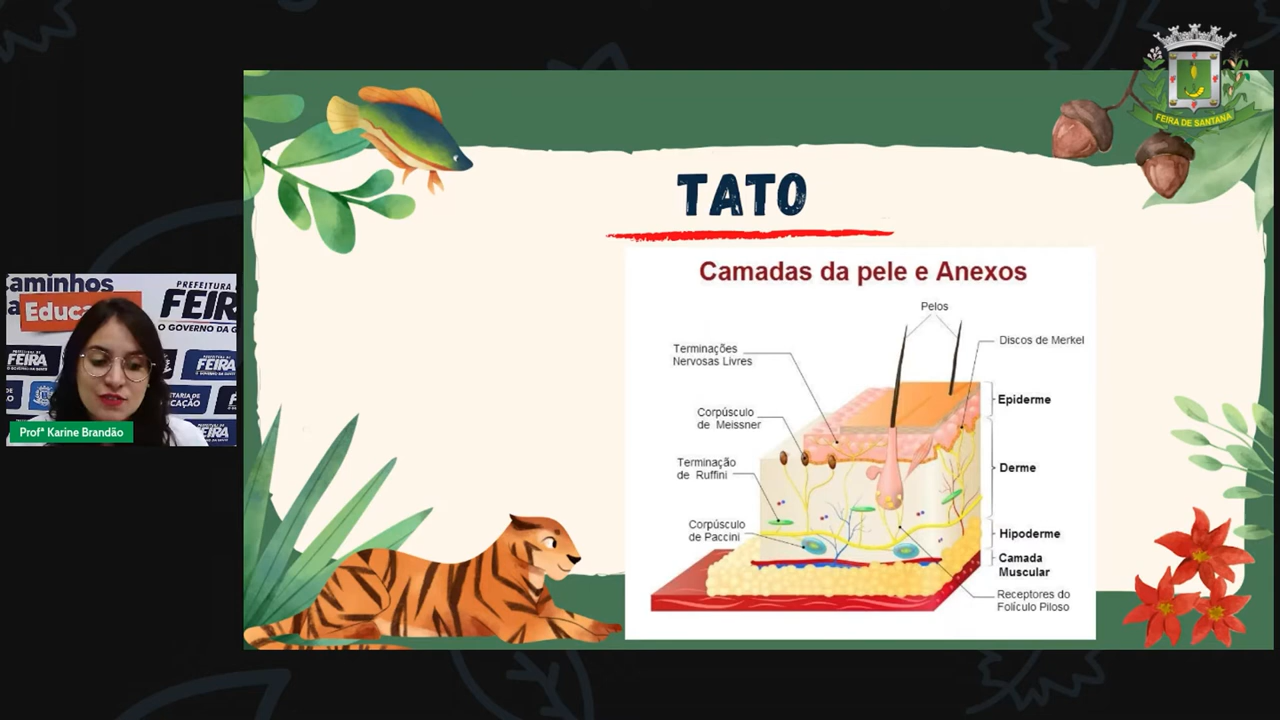 FEIRA DE SANTANA
TATO
Camadas da pele e Anexos
Pelos
Discos de Merkel
Terminações
Nervosas Livres
Epiderme
Corpúsculo
de Meissner
Derme
Terminação
de Ruffini
Corpúsculo
de Paccini
Hipoderme
Camada
Muscular
Receptores do
Folículo Piloso
aminhos
Educa
PREFEITURA
FEIR
O GOVERNO DA
FEIRA
FEIRA
Profª Karine Brandão